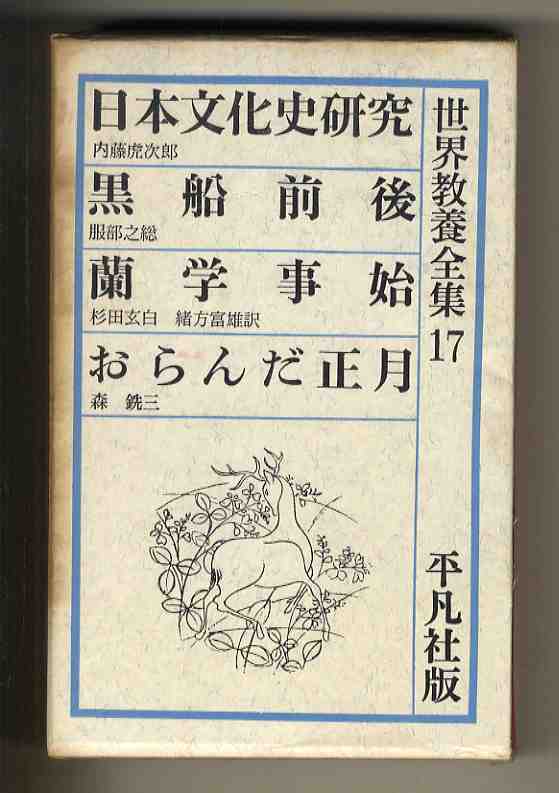 日本文化史研究
内藤虎次郎
黒船前後
服部之総
蘭学事始
杉田玄白 緒方富雄訳
おらんだ正月
森 銑三
世界教養全集17
平凡社版